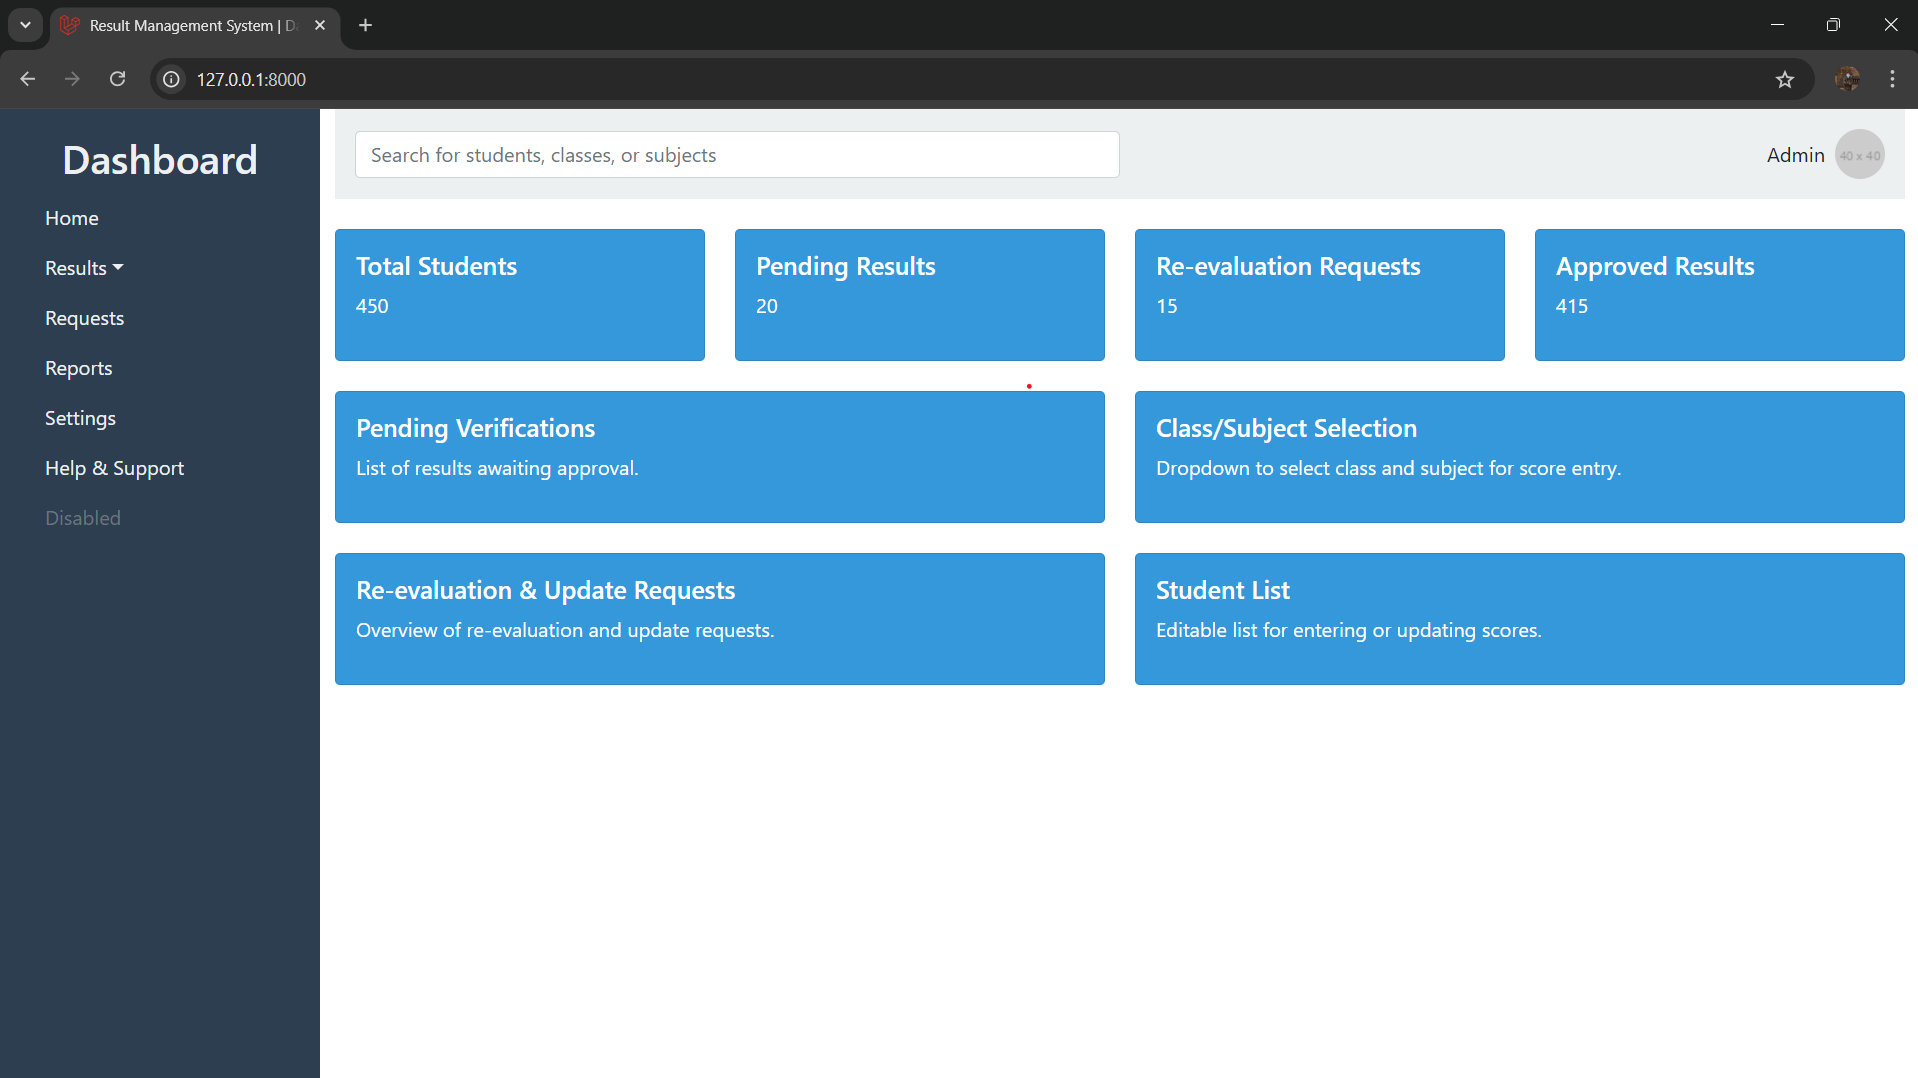 Result Management System | D
127.0.0.1:8000
Dashboard
Home
Results
Requests
Reports
Settings
Help & Support
Disabled
Search for students, classes, or subjects
Admin
40 x 40
Total Students
450
Pending Results
20
Re-evaluation Requests
15
Approved Results
415
Pending Verifications
List of results awaiting approval.
Class/Subject Selection
Dropdown to select class and subject for score entry.
Re-evaluation & Update Requests
Overview of re-evaluation and update requests.
Student List
Editable list for entering or updating scores.